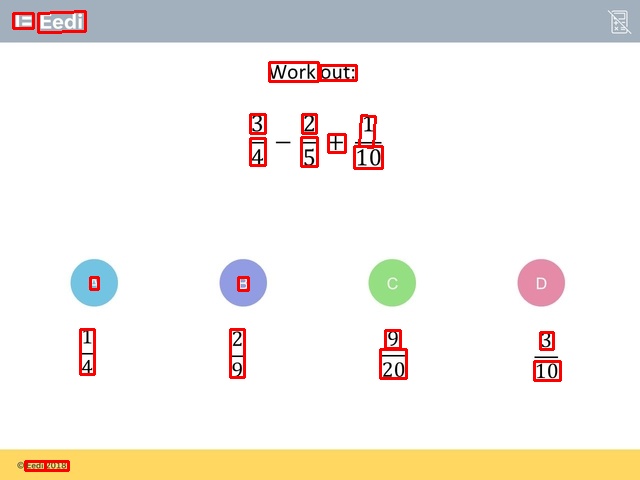 Eedi
Work out:
3/4 − 2/5 + 1/10
A B C D
1/4 2/9 9/20 3/10
© Eedi 2018